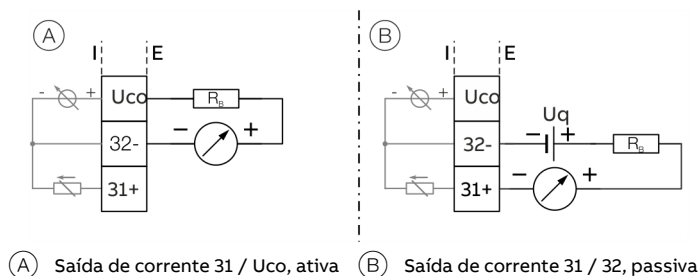 A
I E
- + Uco R_B
32- - +
31+
B
I E
- + Uco Uq
32- - + R_B
31+ - +
A Saída de corrente 31 / Uco, ativa
B Saída de corrente 31 / 32, passiva